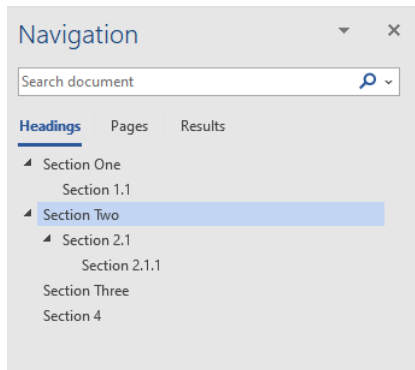 Navigation
Search document
Headings Pages Results
Section One
Section 1.1
Section Two
Section 2.1
Section 2.1.1
Section Three
Section 4